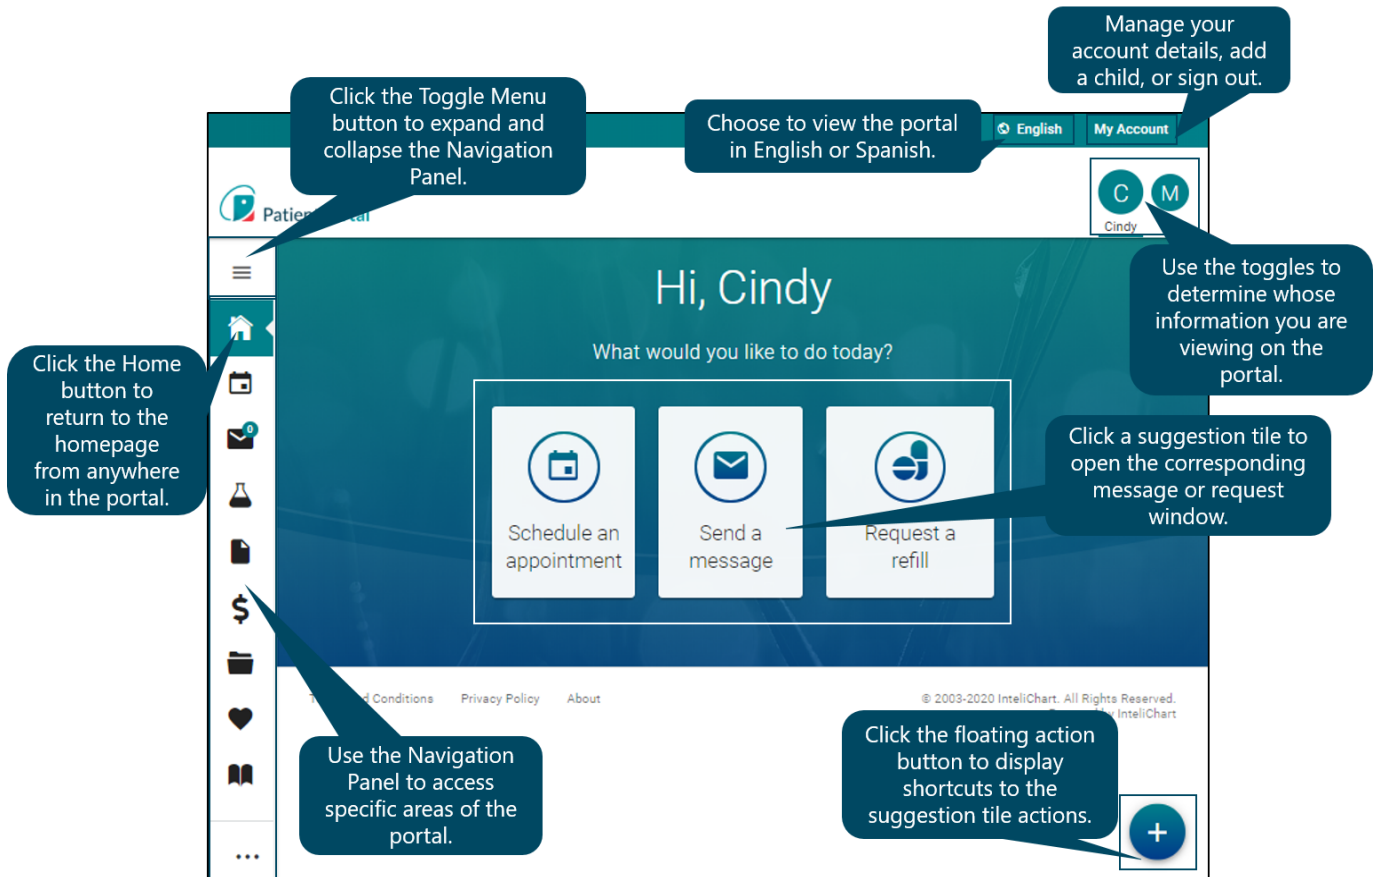 Manage your
account details, add
a child, or sign out.
Click the Toggle Menu
button to expand and
collapse the Navigation
Panel.
Choose to view the portal
in English or Spanish.
English
My Account
C
M
Cindy
Use the toggles to
determine whose
information you are
viewing on the
portal.
Hi, Cindy
What would you like to do today?
Click the Home
button to
return to the
homepage
from anywhere
in the portal.
0
Schedule an
appointment
Send a
message
Request a
refill
Click a suggestion tile to
open the corresponding
message or request
window.
$
Conditions
Privacy Policy
About
© 2003-2020 InteliChart. All Rights Reserved.
InteliChart
Use the Navigation
Panel to access
specific areas of the
portal.
Click the floating action
button to display
shortcuts to the
suggestion tile actions.
+